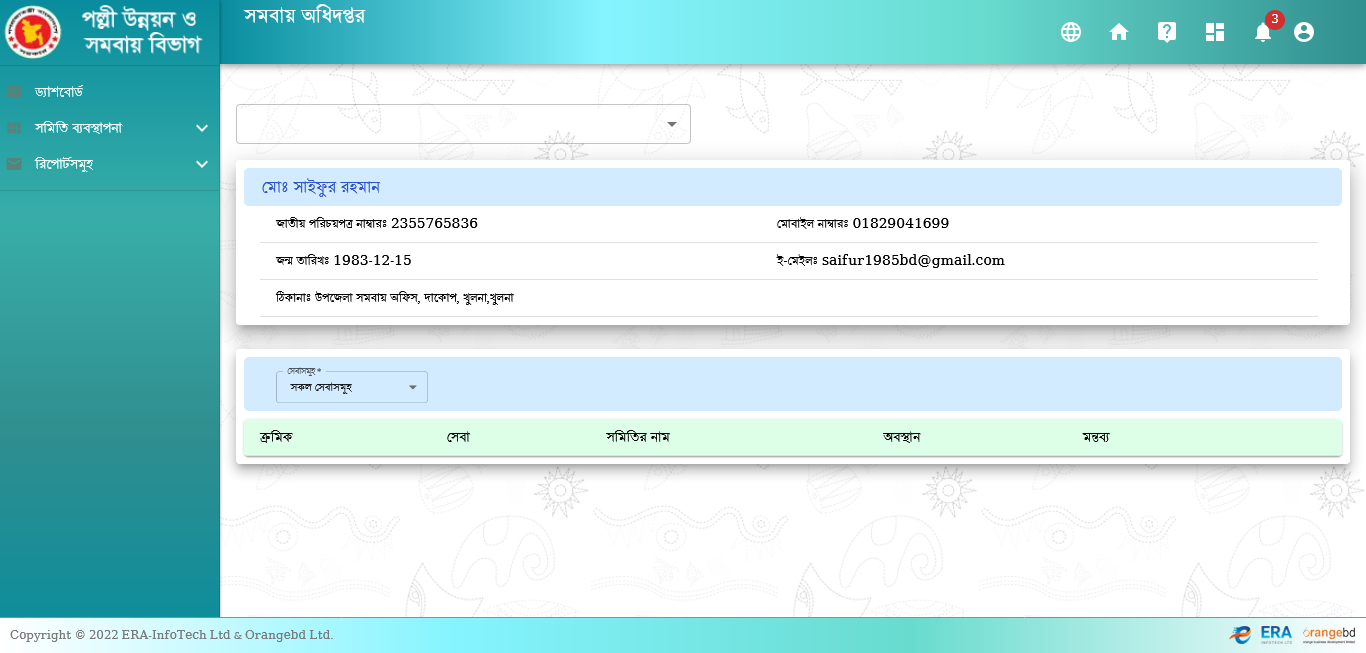 পল্লী উন্নয়ন ও
সমবায় বিভাগ
সমবায় অধিদপ্তর
3
ড্যাশবোর্ড
সমিতি ব্যবস্থাপনা
রিপোর্টসমূহ
মোঃ সাইফুর রহমান
জাতীয় পরিচয়পত্র নাম্বারঃ 2355765836
মোবাইল নাম্বারঃ 01829041699
জন্ম তারিখঃ 1983-12-15
ই-মেইলঃ saifur1985bd@gmail.com
ঠিকানাঃ উপজেলা সমবায় অফিস, দাকোপ, খুলনা,খুলনা
সেবাসমূহ *
সকল সেবাসমূহ
ক্রমিক সেবা সমিতির নাম অবস্থান মন্তব্য
Copyright © 2022 ERA-InfoTech Ltd & Orangebd Ltd.
ERA
INFOTECH LTD
orangebd